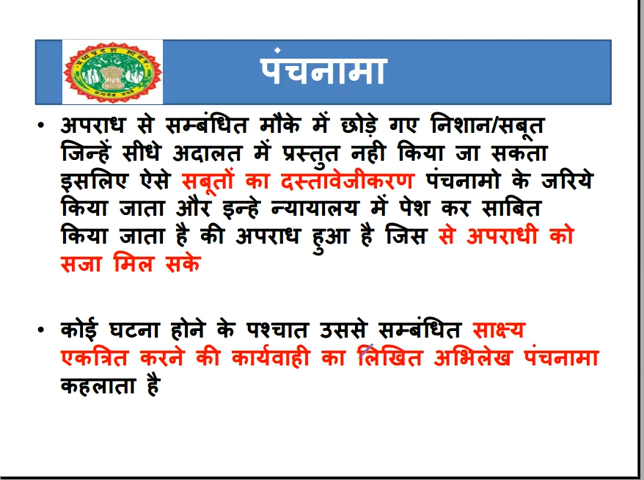 पंचनामा
• अपराध से सम्बंधित मौके में छोड़े गए निशान/सबूत
जिन्हें सीधे अदालत में प्रस्तुत नही किया जा सकता
इसलिए ऐसे सबूतों का दस्तावेजीकरण पंचनामो के जरिये
किया जाता और इन्हे न्यायालय में पेश कर साबित
किया जाता है की अपराध हुआ है जिस से अपराधी को
सजा मिल सके
• कोई घटना होने के पश्चात उससे सम्बंधित साक्ष्य
एकत्रित करने की कार्यवाही का लिखित अभिलेख पंचनामा
कहलाता है